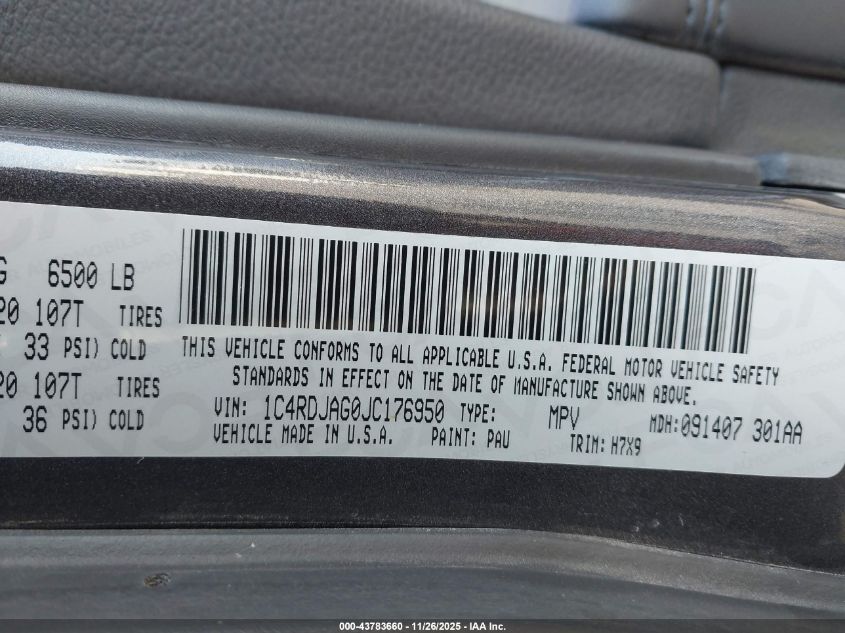 G 6500 LB
20 107T TIRES
33 PSI) COLD
20 107T TIRES
36 PSI) COLD
THIS VEHICLE CONFORMS TO ALL APPLICABLE U.S.A. FEDERAL MOTOR VEHICLE SAFETY
STANDARDS IN EFFECT ON THE DATE OF MANUFACTURE SHOWN ABOVE.
VIN: 1C4RDJAG0JC176950 TYPE: MPV MDH:091407 301AA
VEHICLE MADE IN U.S.A. PAINT: PAU TRIM: H7X9
000-43783660 - 11/26/2025 - IAA Inc.